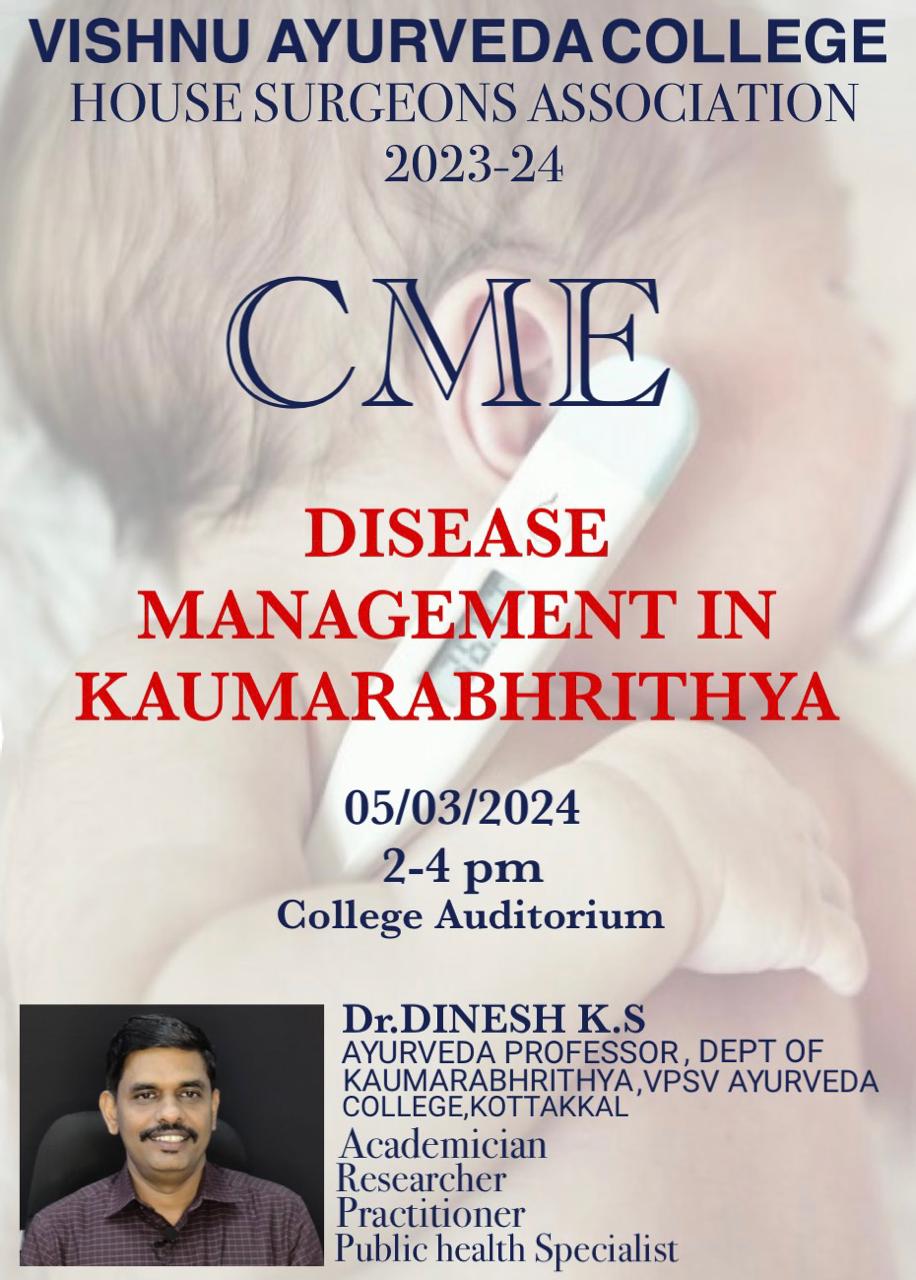 VISHNU AYURVEDA COLLEGE
HOUSE SURGEONS ASSOCIATION
2023-24
CME
DISEASE
MANAGEMENT IN
KAUMARABHRITHYA
05/03/2024
2-4 pm
College Auditorium
Dr.DINESH K.S
AYURVEDA PROFESSOR, DEPT OF
KAUMARABHRITHYA,VPSV AYURVEDA
COLLEGE,KOTTAKKAL
Academician
Researcher
Practitioner
Public health Specialist